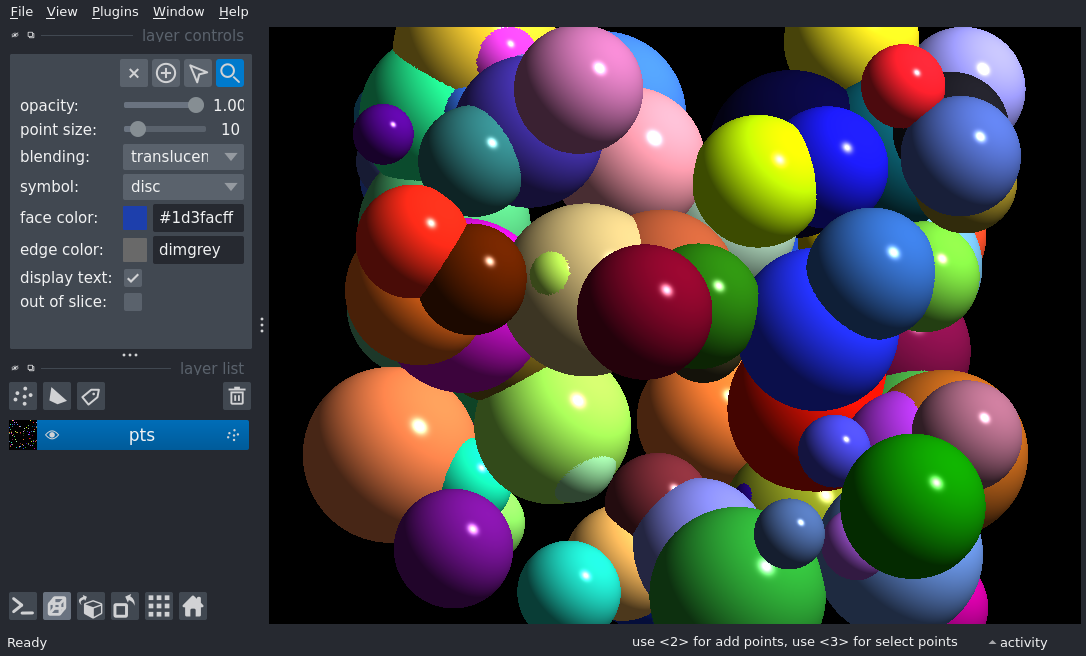 File View Plugins Window Help
layer controls
opacity: 1.00
point size: 10
blending: translucen
symbol: disc
face color: #1d3facff
edge color: dimgrey
display text:
out of slice:
layer list
pts
Ready
use <2> for add points, use <3> for select points
activity